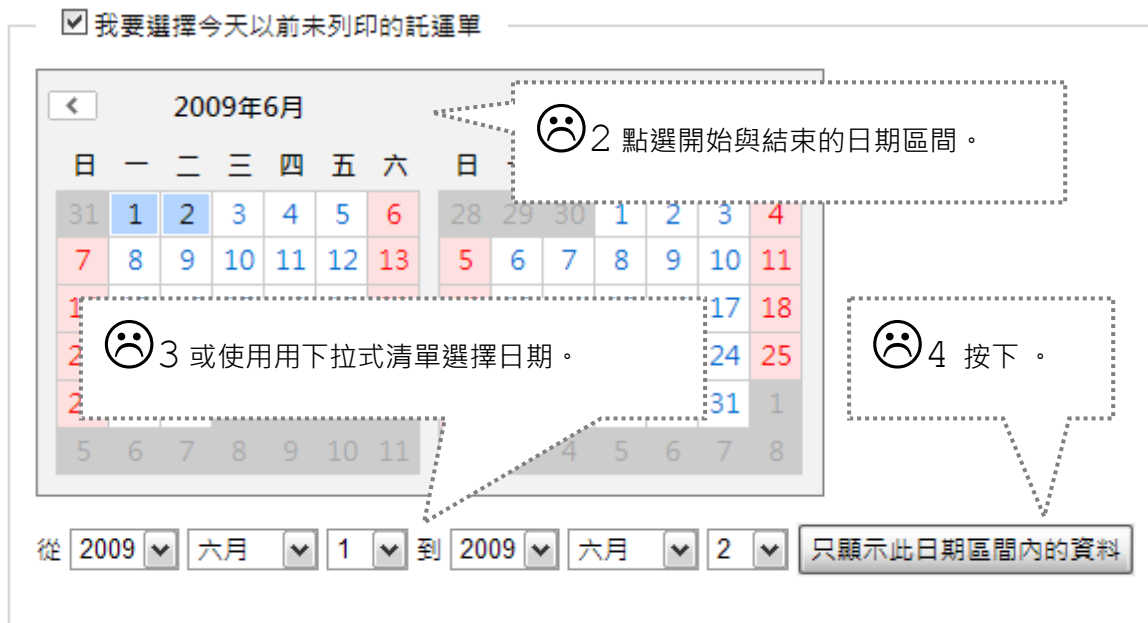 我要選擇今天以前未列印的託運單
2009年6月
2 點選開始與結束的日期區間。
日 一 二 三 四 五 六 日
31 1 2 3 4 5 6 28 29 30 1 2 3 4
7 8 9 10 11 12 13 5 6 7 8 9 10 11
17 18
3 或使用用下拉式清單選擇日期。
4 按下 。
24 25
31 1
5 6 7 8 9 10 11 4 5 6 7 8
從 2009 六月 1 到 2009 六月 2 只顯示此日期區間內的資料